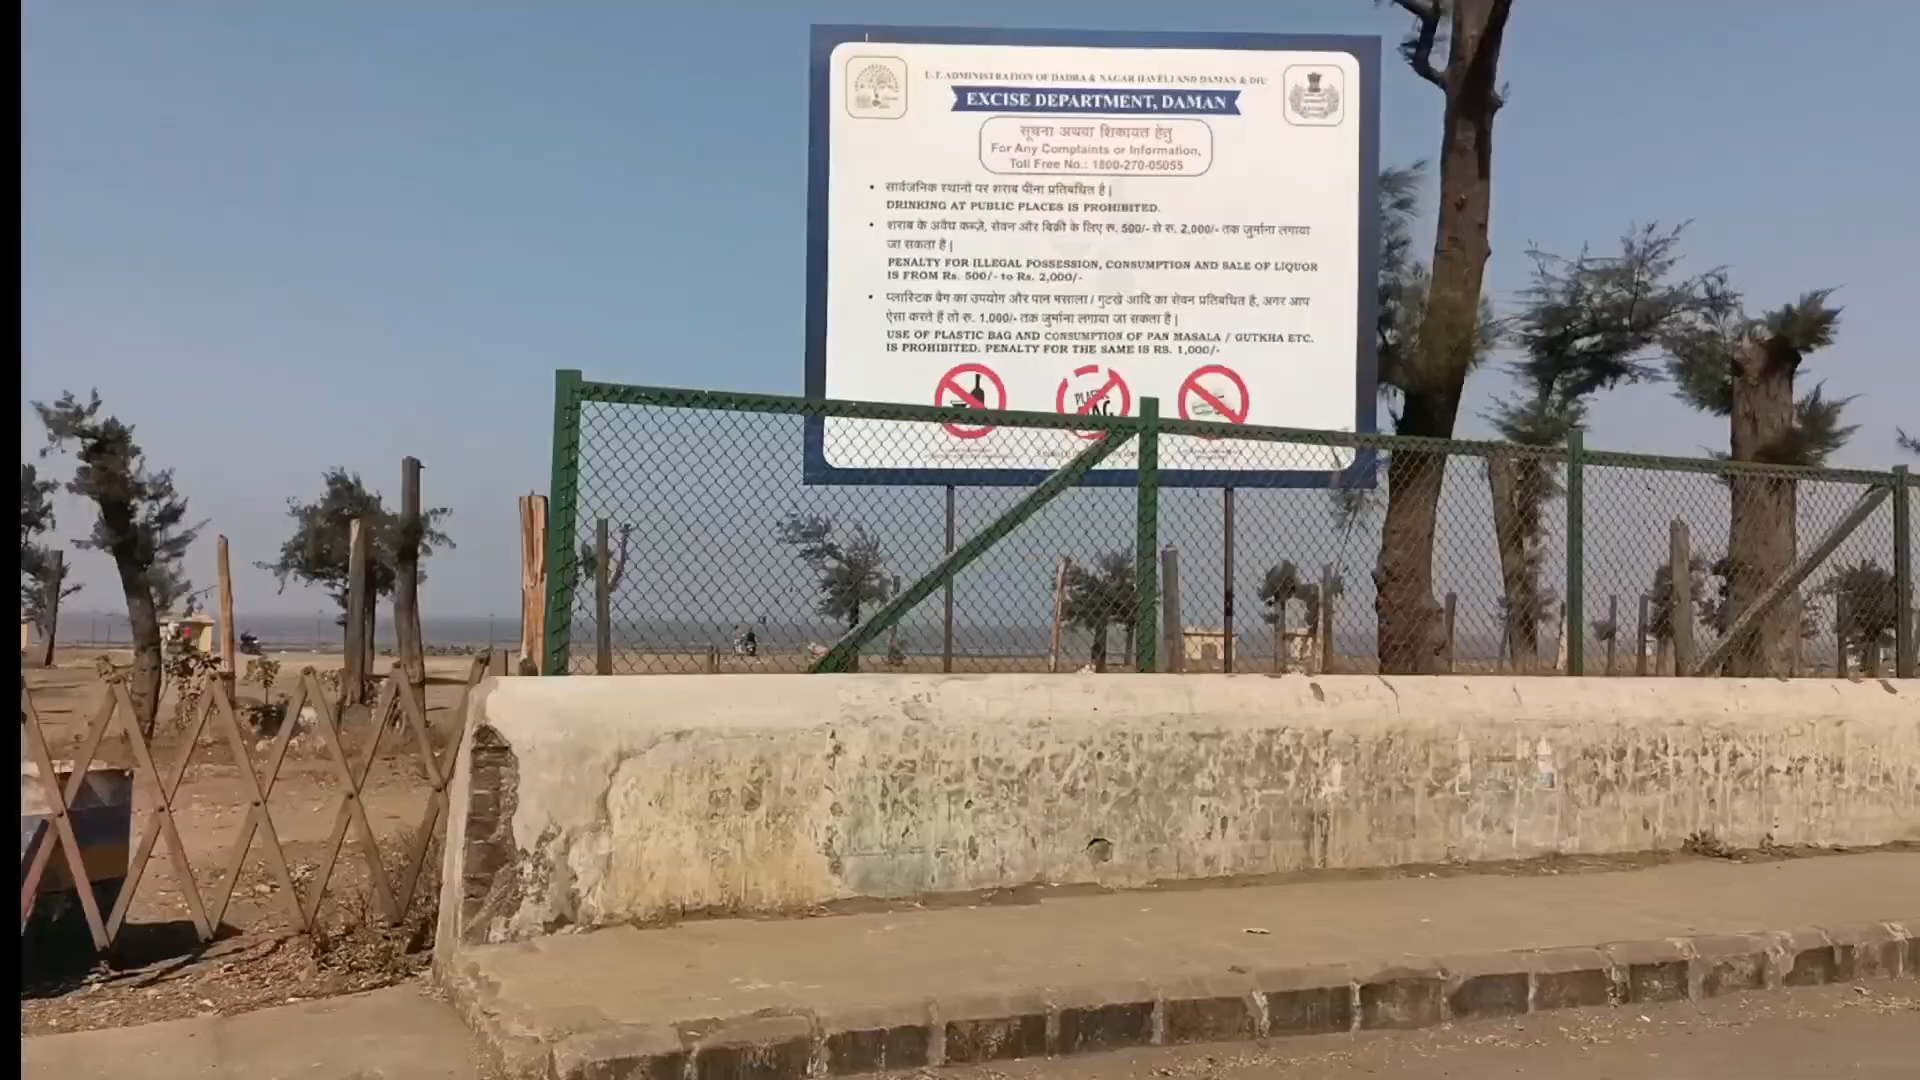 U.T. ADMINISTRATION OF DADRA & NAGAR HAVELI AND DAMAN & DIU
EXCISE DEPARTMENT, DAMAN
सूचना अथवा शिकायत हेतु
For Any Complaints or Information,
Toll Free No.: 1800-270-05055
• सार्वजनिक स्थानों पर शराब पीना प्रतिबंधित है |
DRINKING AT PUBLIC PLACES IS PROHIBITED.
• शराब के अवैध कब्ज़े, सेवन और बिक्री के लिए रु. 500/- से रु. 2,000/- तक जुर्माना लगाया
जा सकता है |
PENALTY FOR ILLEGAL POSSESSION, CONSUMPTION AND SALE OF LIQUOR
IS FROM Rs. 500/- to Rs. 2,000/-
• प्लास्टिक बैग का उपयोग और पान मसाला / गुटखे आदि का सेवन प्रतिबंधित है, अगर आप
ऐसा करते हैं तो रु. 1,000/- तक जुर्माना लगाया जा सकता है |
USE OF PLASTIC BAG AND CONSUMPTION OF PAN MASALA / GUTKHA ETC.
IS PROHIBITED. PENALTY FOR THE SAME IS RS. 1,000/-